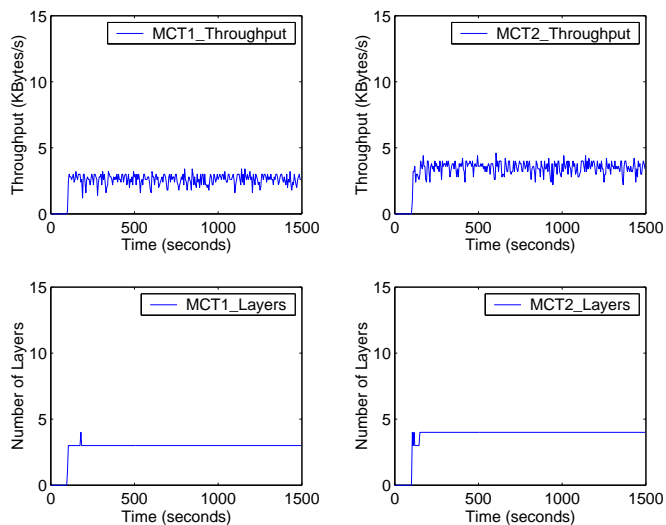 MCT1_Throughput
Throughput (KBytes/s)
15
10
5
0
0 500 1000 1500
Time (seconds)
MCT2_Throughput
Throughput (KBytes/s)
15
10
5
0
0 500 1000 1500
Time (seconds)
MCT1_Layers
Number of Layers
15
10
5
0
0 500 1000 1500
Time (seconds)
MCT2_Layers
Number of Layers
15
10
5
0
0 500 1000 1500
Time (seconds)